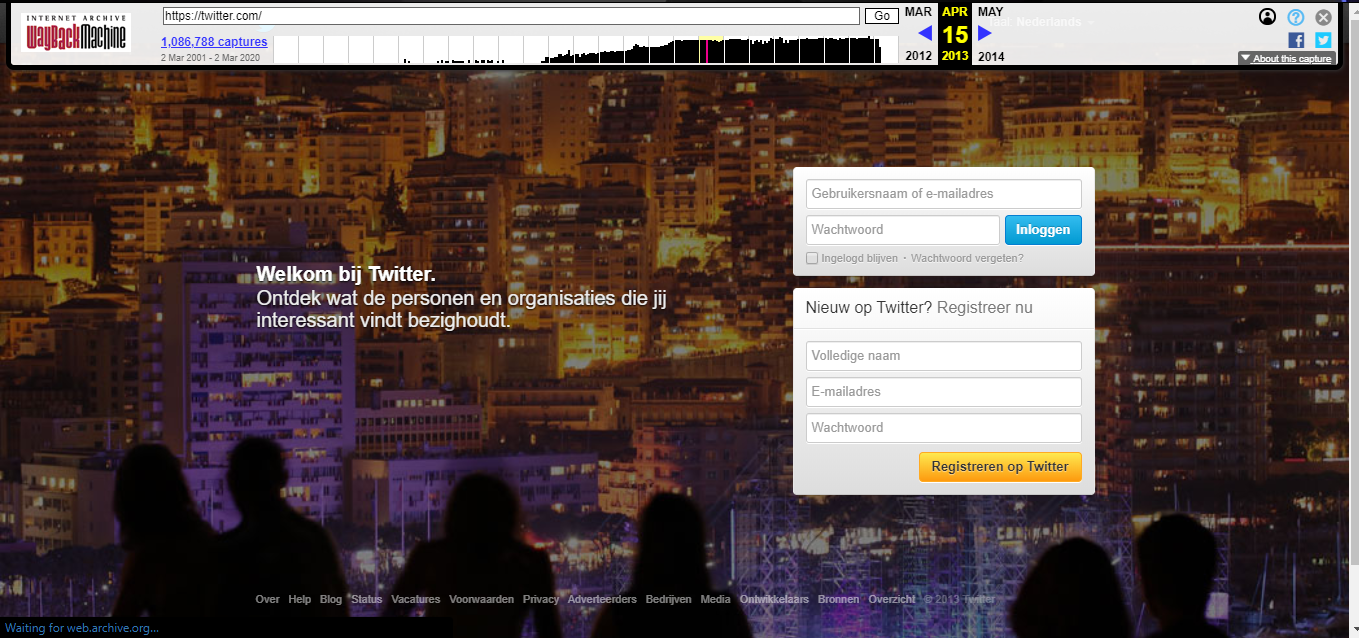 INTERNET ARCHIVE
WayBackMachine
https://twitter.com/
Go
1,086,788 captures
2 Mar 2001 - 2 Mar 2020
MAR APR MAY
15
2012 2013 2014
Taal: Nederlands
About this capture
Gebruikersnaam of e-mailadres
Wachtwoord Inloggen
Ingelogd blijven · Wachtwoord vergeten?
Welkom bij Twitter.
Ontdek wat de personen en organisaties die jij
interessant vindt bezighoudt.
Nieuw op Twitter? Registreer nu
Volledige naam
E-mailadres
Wachtwoord
Registreren op Twitter
Over Help Blog Status Vacatures Voorwaarden Privacy Adverteerders Bedrijven Media Ontwikkelaars Bronnen Overzicht © 2013 Twitter
Waiting for web.archive.org...